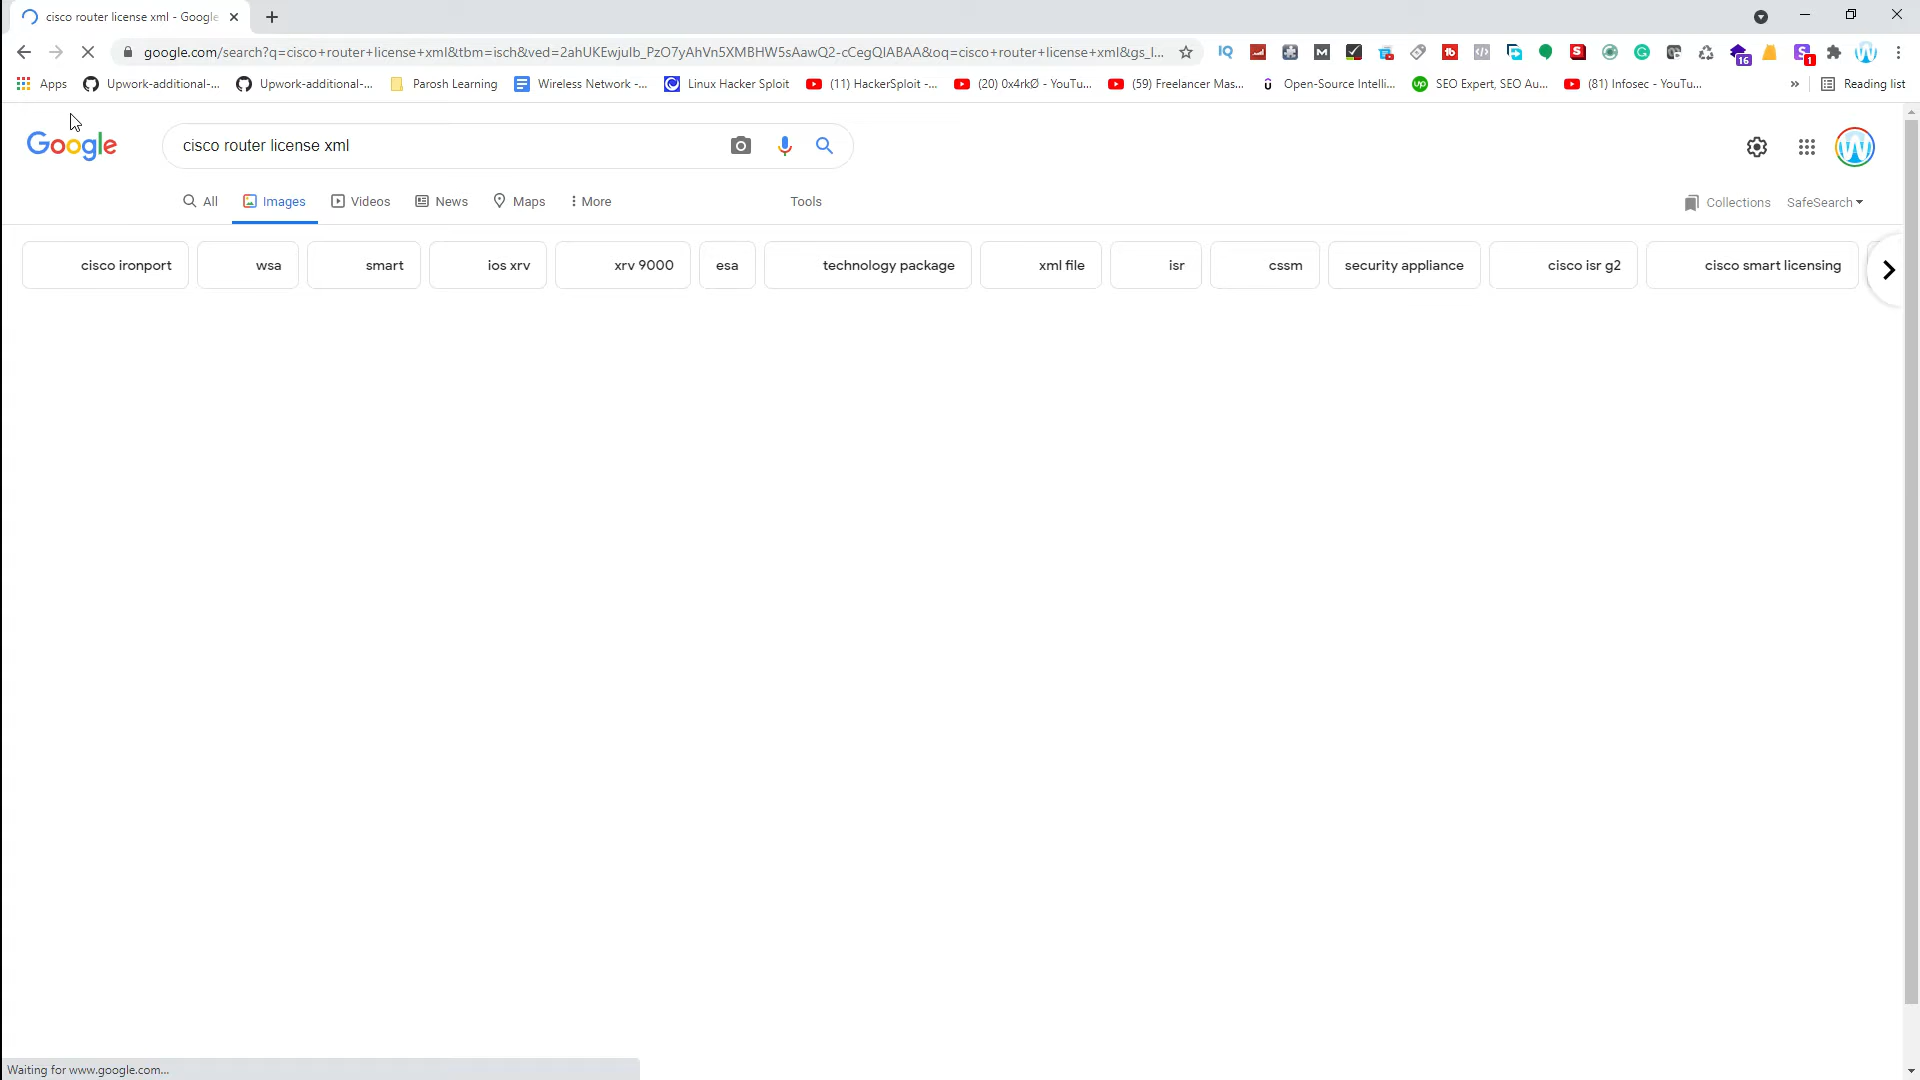 cisco router license xml - Google
google.com/search?q=cisco+router+license+xml&tbm=isch&ved=2ahUKEwjulb_PzO7yAhVn5XMBHW5sAawQ2-cCegQIABAA&oq=cisco+router+license+xml&gs_l...
Apps Upwork-additional-... Upwork-additional-... Parosh Learning Wireless Network -... Linux Hacker Sploit (11) HackerSploit -... (20) 0x4rkØ - YouTu... (59) Freelancer Mas... Open-Source Intelli... SEO Expert, SEO Au... (81) Infosec - YouTu... » Reading list
Google cisco router license xml
All Images Videos News Maps More Tools Collections SafeSearch
cisco ironport wsa smart ios xrv xrv 9000 esa technology package xml file isr cssm security appliance cisco isr g2 cisco smart licensing
Waiting for www.google.com...